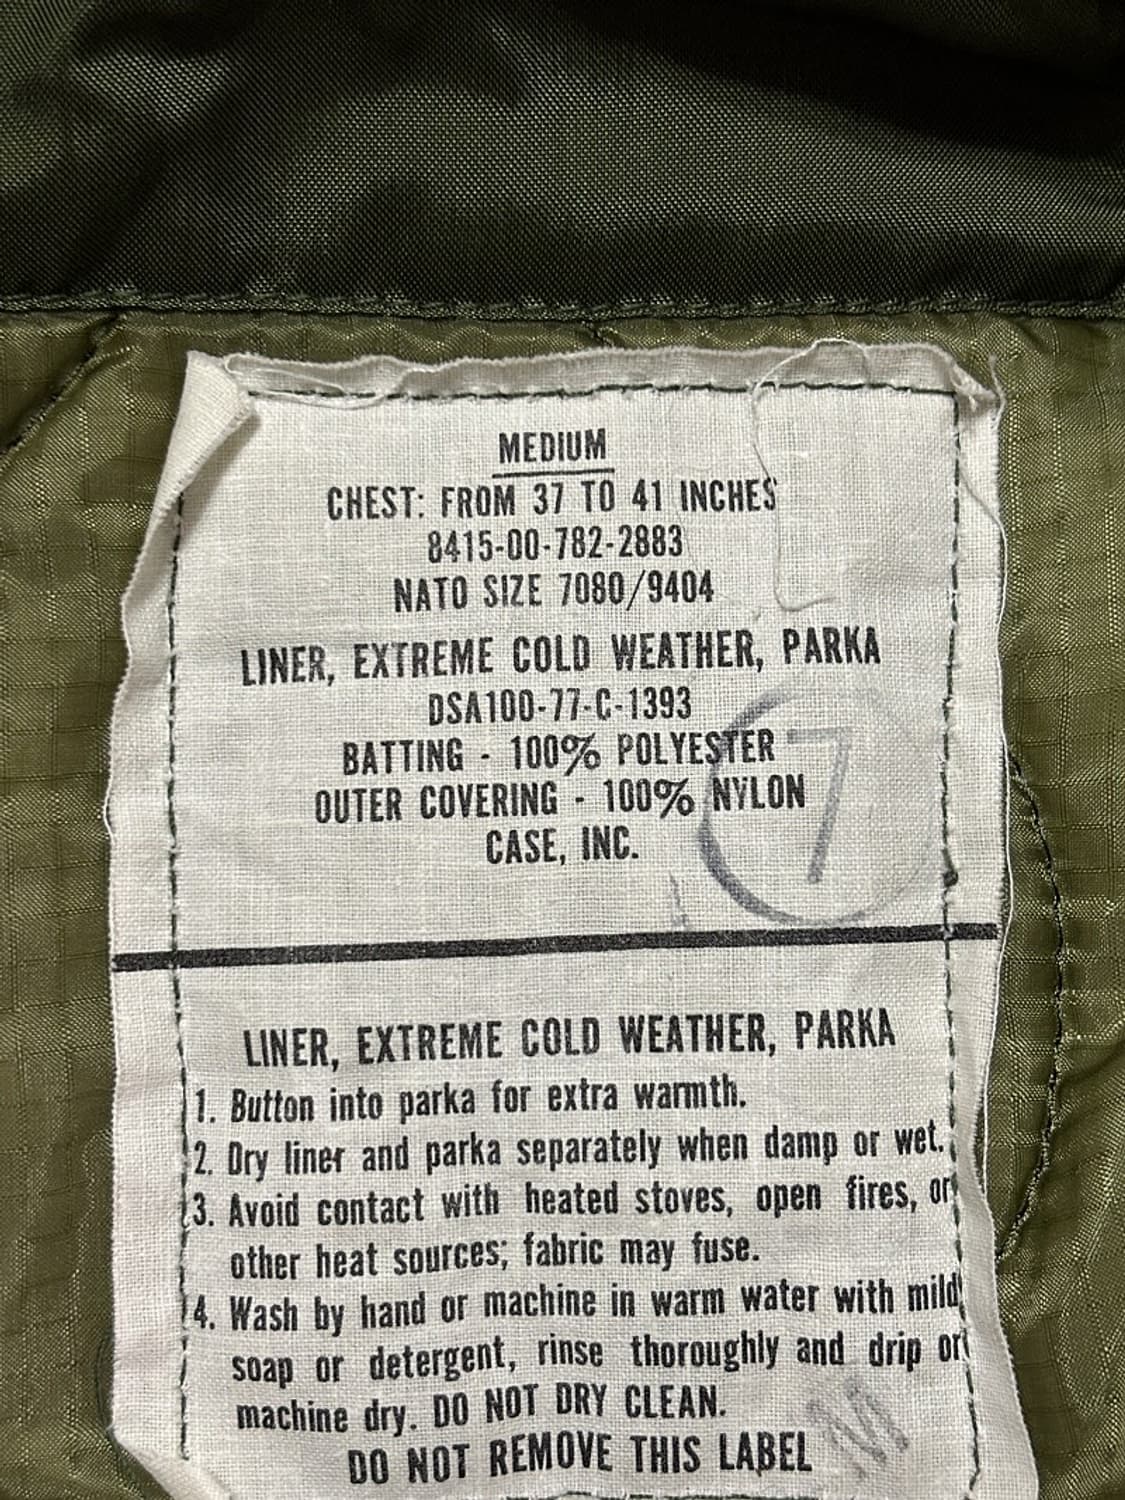 MEDIUM
CHEST: FROM 37 TO 41 INCHES
8415-00-782-2883
NATO SIZE 7080/9404
LINER, EXTREME COLD WEATHER, PARKA
DSA100-77-C-1393
BATTING - 100% POLYESTER
OUTER COVERING - 100% NYLON
CASE, INC.
7
LINER, EXTREME COLD WEATHER, PARKA
1. Button into parka for extra warmth.
2. Dry liner and parka separately when damp or wet.
3. Avoid contact with heated stoves, open fires, or
other heat sources; fabric may fuse.
4. Wash by hand or machine in warm water with mild
soap or detergent, rinse thoroughly and drip or
machine dry. DO NOT DRY CLEAN.
DO NOT REMOVE THIS LABEL